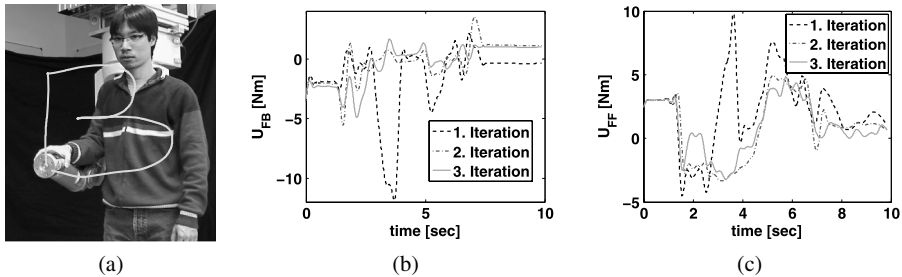 0
-5
-10
U_FB [Nm]
1. Iteration
2. Iteration
3. Iteration
0
5
10
time [sec]
10
5
0
-5
U_FF [Nm]
1. Iteration
2. Iteration
3. Iteration
0
2
4
6
8
10
time [sec]
(a)
(b)
(c)